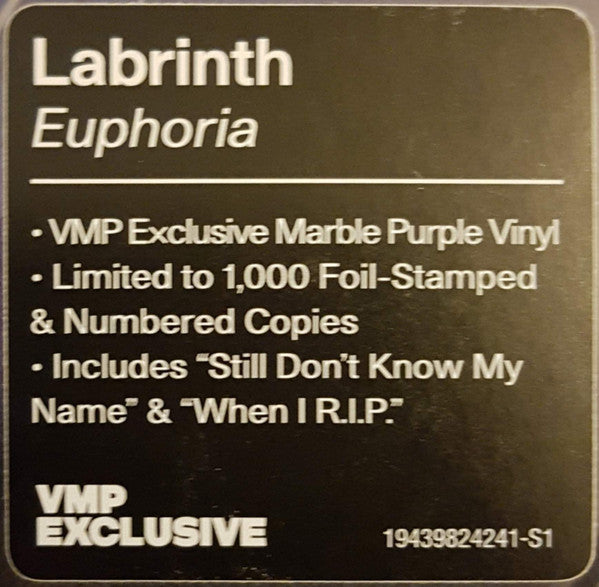 Labrinth
Euphoria
• VMP Exclusive Marble Purple Vinyl
• Limited to 1,000 Foil-Stamped
& Numbered Copies
• Includes “Still Don’t Know My
Name” & “When I R.I.P.”
VMP
EXCLUSIVE
19439824241-S1